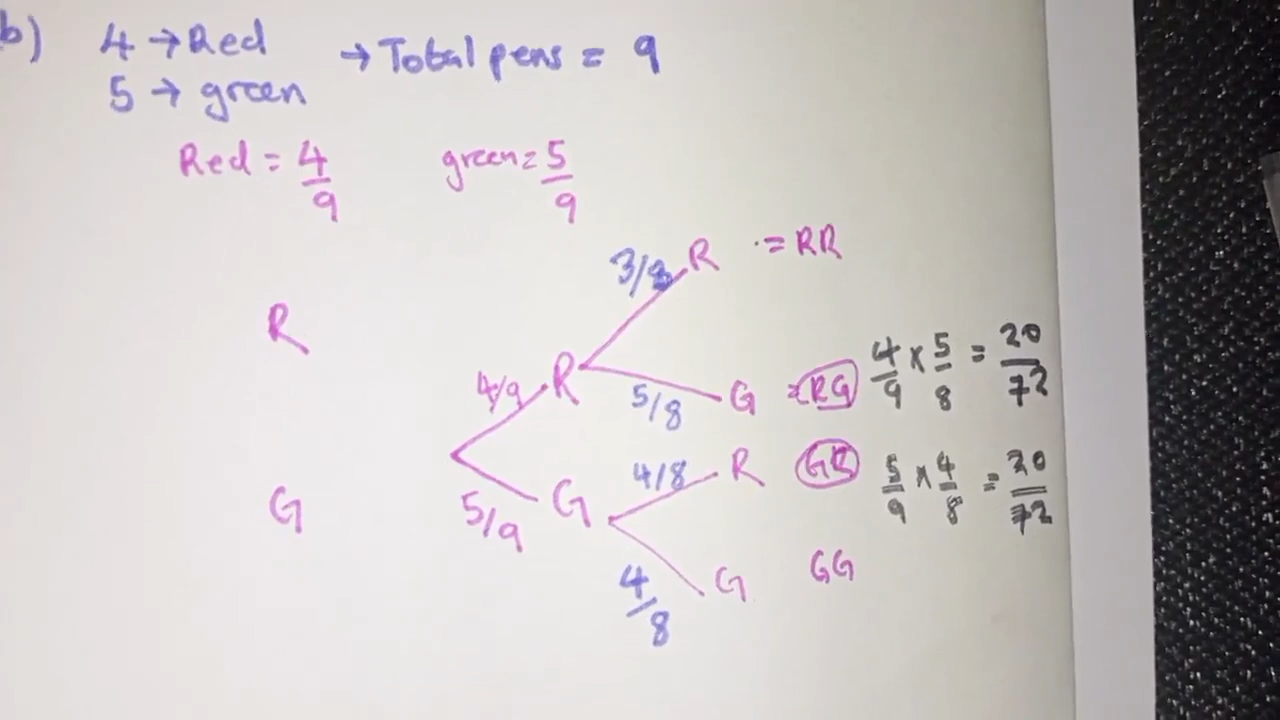 b) 4 → Red → Total pens = 9
5 → green
Red = 4/9 green = 5/9
3/8 R = RR
R
4/9 R 5/8 G = RG 4/9 × 5/8 = 20/72
4/8 R GR 5/9 × 4/8 = 20/72
G 5/9 G
4/8 G GG